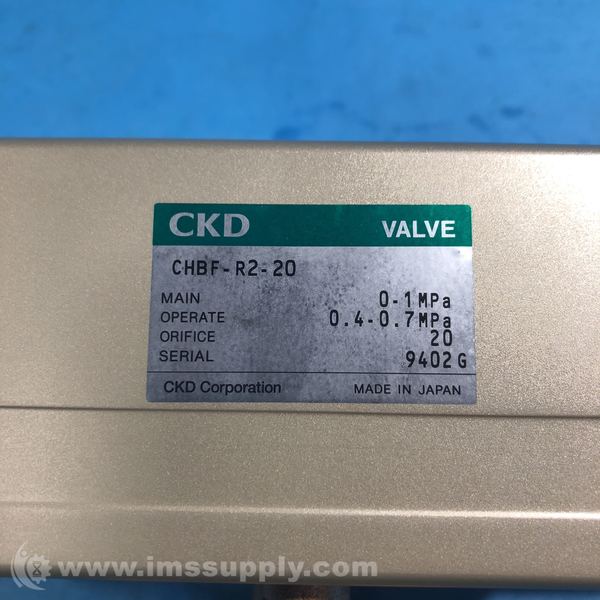 CKD VALVE
CHBF-R2-20
MAIN 0-1MPa
OPERATE 0.4-0.7MPa
ORIFICE 20
SERIAL 9402G
CKD Corporation MADE IN JAPAN
www.imssupply.com